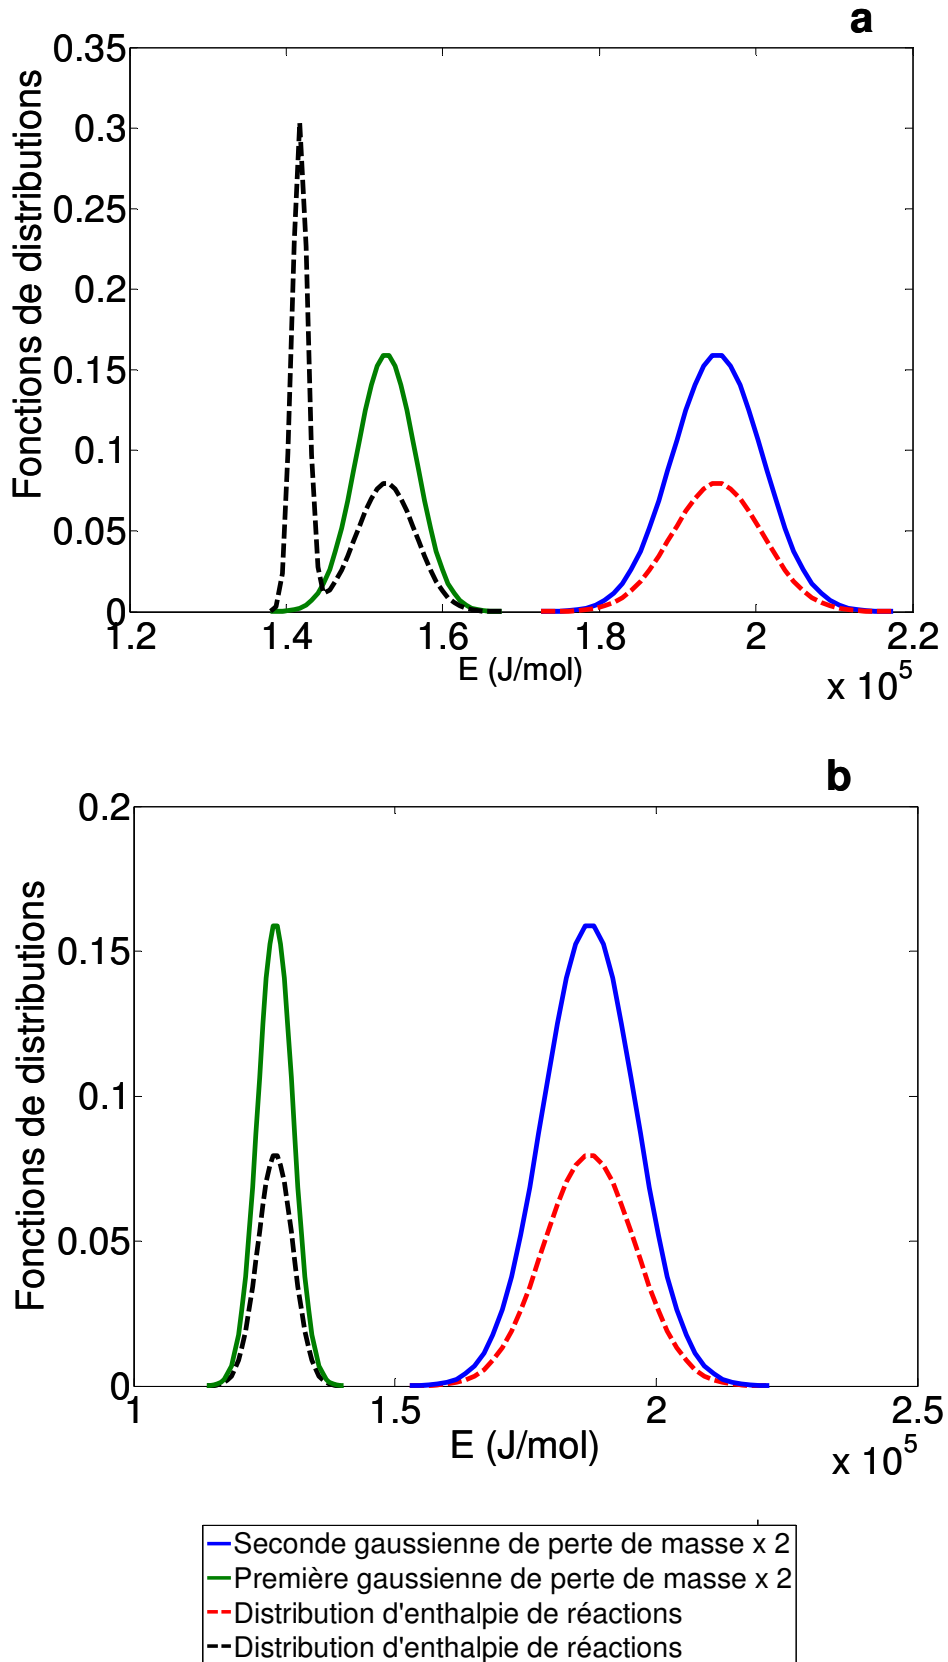 a
0.35
0.3
0.25
0.2
0.15
0.1
0.05
0
Fonctions de distributions
1.2 1.4 1.6 1.8 2 2.2
E (J/mol)
x 10^5
b
0.2
0.15
0.1
0.05
0
Fonctions de distributions
1 1.5 2 2.5
E (J/mol)
x 10^5
Seconde gaussienne de perte de masse x 2
Première gaussienne de perte de masse x 2
Distribution d'enthalpie de réactions
Distribution d'enthalpie de réactions